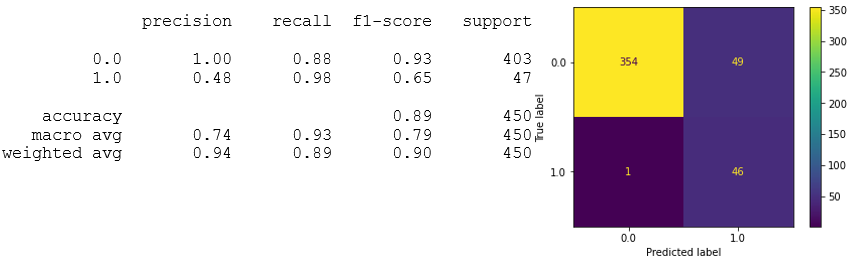 precision recall f1-score support
0.0 1.00 0.88 0.93 403
1.0 0.48 0.98 0.65 47
accuracy 0.89 450
macro avg 0.74 0.93 0.79 450
weighted avg 0.94 0.89 0.90 450
True label
0.0
1.0
354 49
1 46
0.0 1.0
Predicted label
350
300
250
200
150
100
50